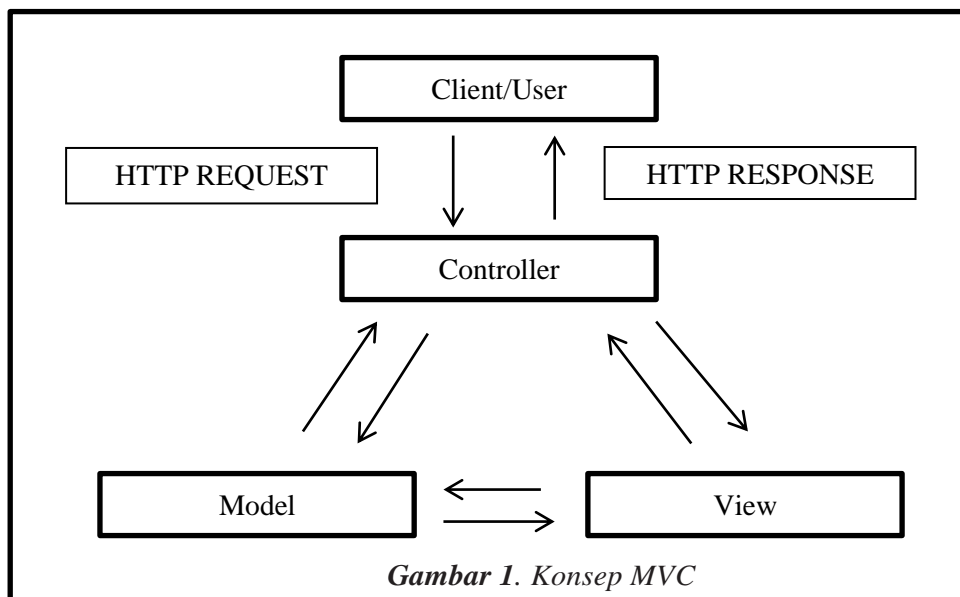 Client/User
HTTP REQUEST
HTTP RESPONSE
Controller
Model
View
Gambar 1. Konsep MVC